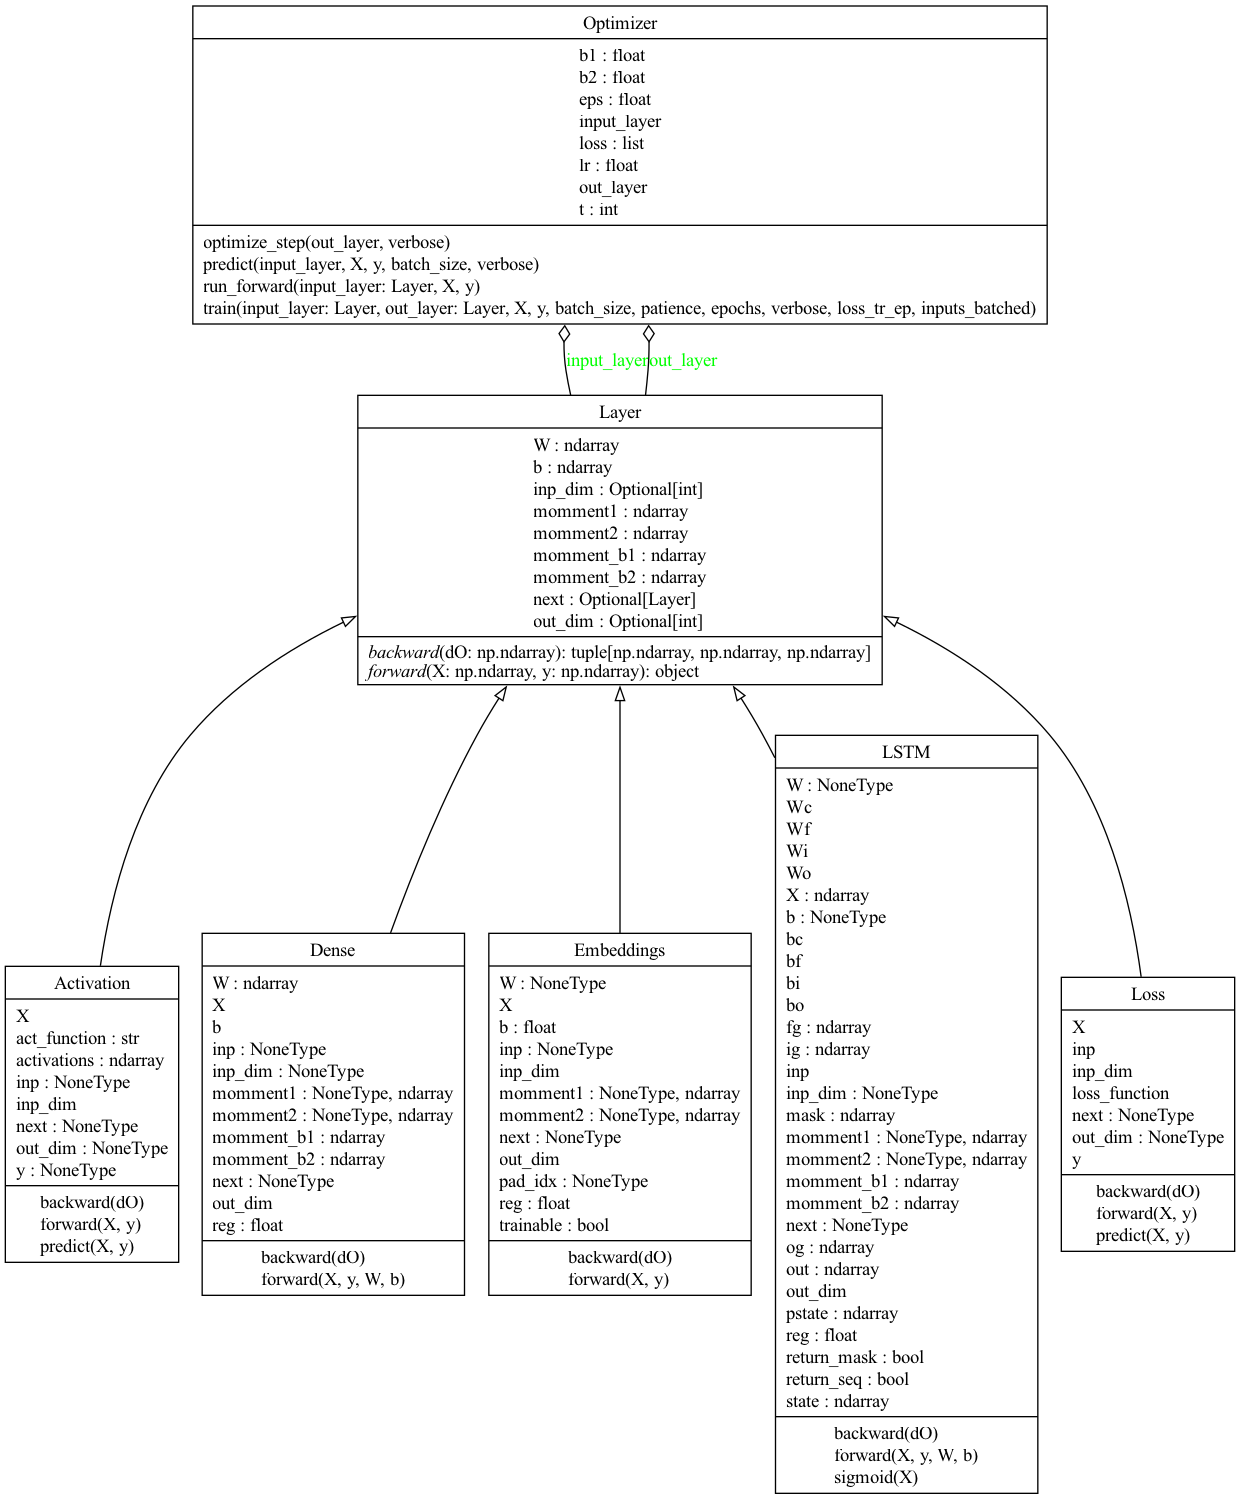 Optimizer
b1 : float
b2 : float
eps : float
input_layer
loss : list
lr : float
out_layer
t : int
optimize_step(out_layer, verbose)
predict(input_layer, X, y, batch_size, verbose)
run_forward(input_layer: Layer, X, y)
train(input_layer: Layer, out_layer: Layer, X, y, batch_size, patience, epochs, verbose, loss_tr_ep, inputs_batched)
input_layer
out_layer
Layer
W : ndarray
b : ndarray
inp_dim : Optional[int]
momment1 : ndarray
momment2 : ndarray
momment_b1 : ndarray
momment_b2 : ndarray
next : Optional[Layer]
out_dim : Optional[int]
backward(dO: np.ndarray): tuple[np.ndarray, np.ndarray, np.ndarray]
forward(X: np.ndarray, y: np.ndarray): object
Activation
X
act_function : str
activations : ndarray
inp : NoneType
inp_dim
next : NoneType
out_dim : NoneType
y : NoneType
backward(dO)
forward(X, y)
predict(X, y)
Dense
W : ndarray
X
b
inp : NoneType
inp_dim : NoneType
momment1 : NoneType, ndarray
momment2 : NoneType, ndarray
momment_b1 : ndarray
momment_b2 : ndarray
next : NoneType
out_dim
reg : float
backward(dO)
forward(X, y, W, b)
Embeddings
W : NoneType
X
b : float
inp : NoneType
inp_dim
momment1 : NoneType, ndarray
momment2 : NoneType, ndarray
next : NoneType
out_dim
pad_idx : NoneType
reg : float
trainable : bool
backward(dO)
forward(X, y)
LSTM
W : NoneType
Wc
Wf
Wi
Wo
X : ndarray
b : NoneType
bc
bf
bi
bo
fg : ndarray
ig : ndarray
inp
inp_dim : NoneType
mask : ndarray
momment1 : NoneType, ndarray
momment2 : NoneType, ndarray
momment_b1 : ndarray
momment_b2 : ndarray
next : NoneType
og : ndarray
out : ndarray
out_dim
pstate : ndarray
reg : float
return_mask : bool
return_seq : bool
state : ndarray
backward(dO)
forward(X, y, W, b)
sigmoid(X)
Loss
X
inp
inp_dim
loss_function
next : NoneType
out_dim : NoneType
y
backward(dO)
forward(X, y)
predict(X, y)